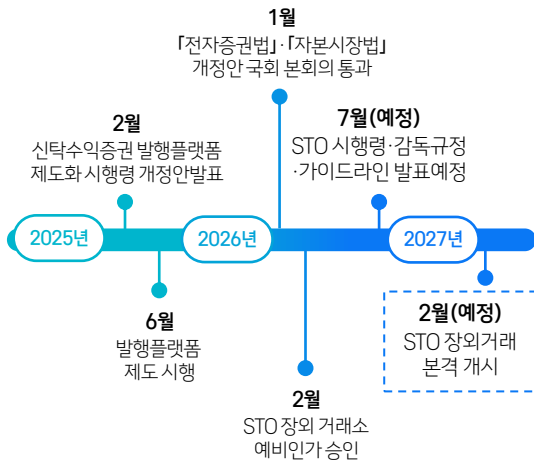 1월
「전자증권법」·「자본시장법」
개정안 국회 본회의 통과
2월
신탁수익증권 발행플랫폼
제도화 시행령 개정안발표
7월(예정)
STO 시행령·감독규정
·가이드라인 발표예정
2025년
2026년
2027년
6월
발행플랫폼
제도 시행
2월
STO 장외 거래소
예비인가 승인
2월(예정)
STO 장외거래
본격 개시